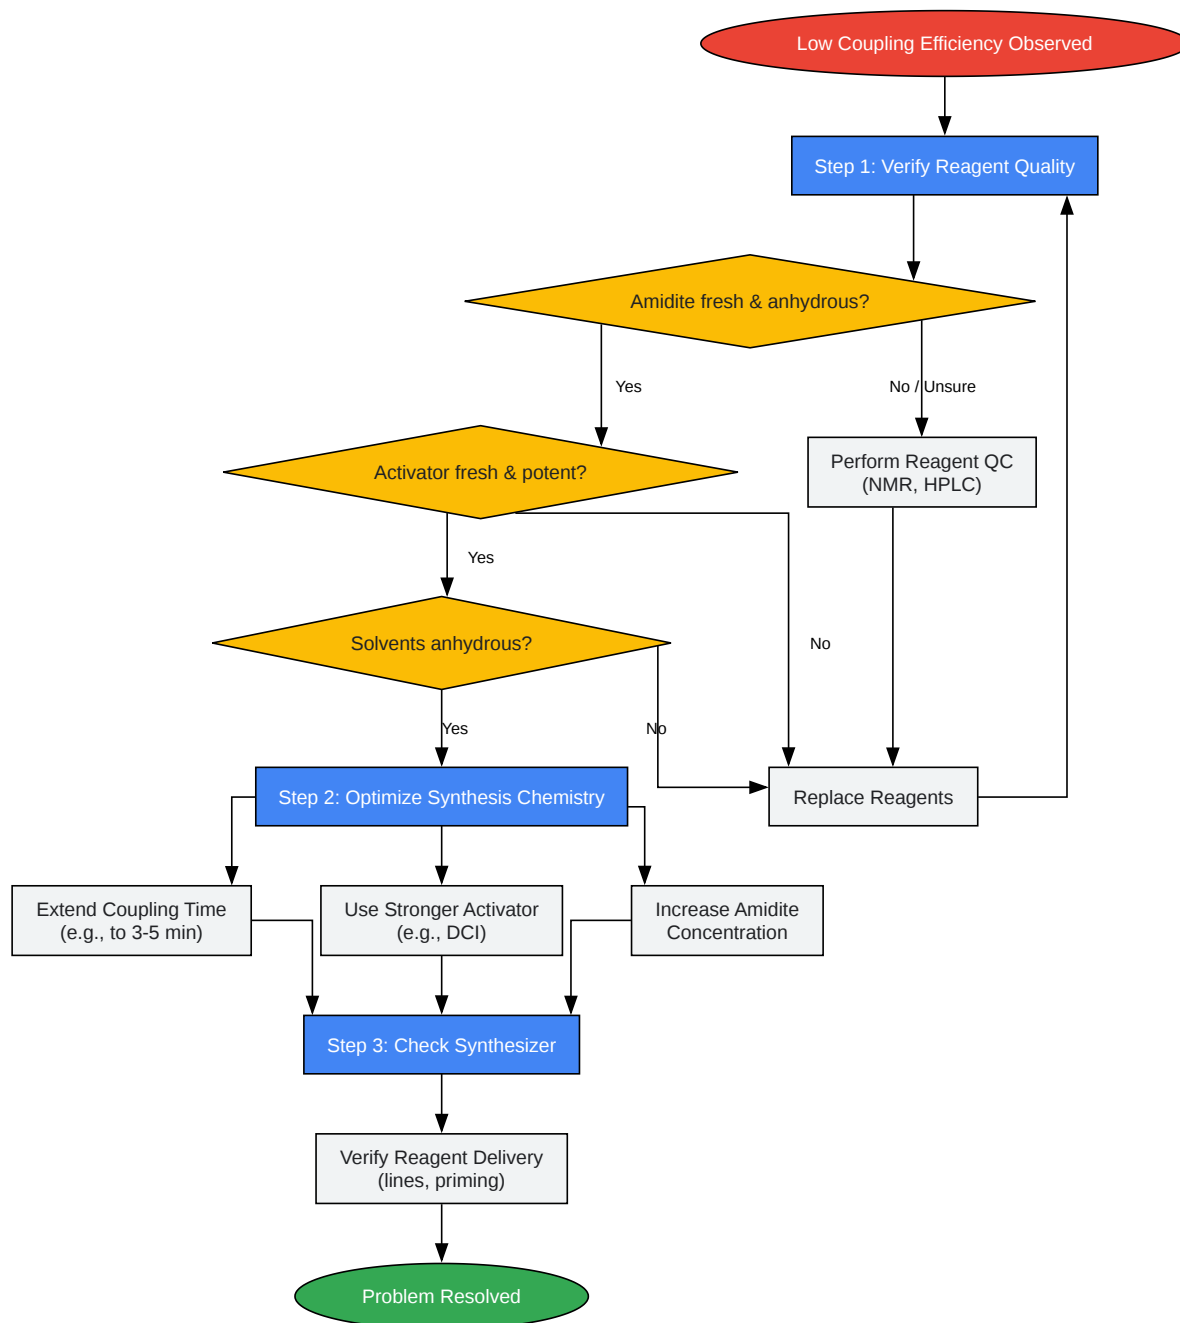 Low Coupling Efficiency Observed
Step 1: Verify Reagent Quality
Amidite fresh & anhydrous?
Yes
No / Unsure
Activator fresh & potent?
Perform Reagent QC
(NMR, HPLC)
Yes
Solvents anhydrous?
No
Yes
No
Step 2: Optimize Synthesis Chemistry
Replace Reagents
Extend Coupling Time
(e.g., to 3-5 min)
Use Stronger Activator
(e.g., DCI)
Increase Amidite
Concentration
Step 3: Check Synthesizer
Verify Reagent Delivery
(lines, priming)
Problem Resolved